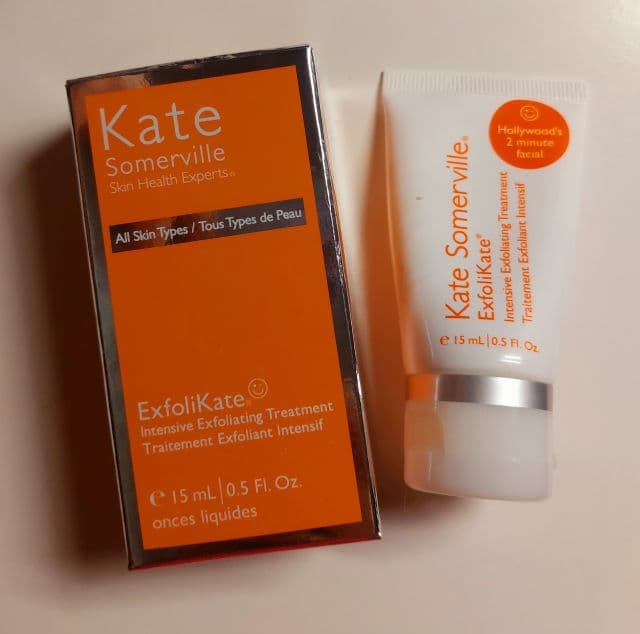 Kate
Somerville
Skin Health Experts®
All Skin Types / Tous Types de Peau
ExfoliKate®
Intensive Exfoliating Treatment
Traitement Exfoliant Intensif
℮ 15 mL | 0.5 Fl. Oz.
onces liquides
Hollywood's
2 minute
facial
Kate Somerville®
ExfoliKate®
Intensive Exfoliating Treatment
Traitement Exfoliant Intensif
℮ 15 mL | 0.5 Fl. Oz.